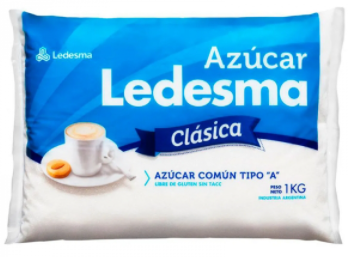 Ledesma
Azúcar
Ledesma
Clásica
AZÚCAR COMÚN TIPO "A"
LIBRE DE GLUTEN SIN TACC
PESO
NETO 1KG
INDUSTRIA ARGENTINA